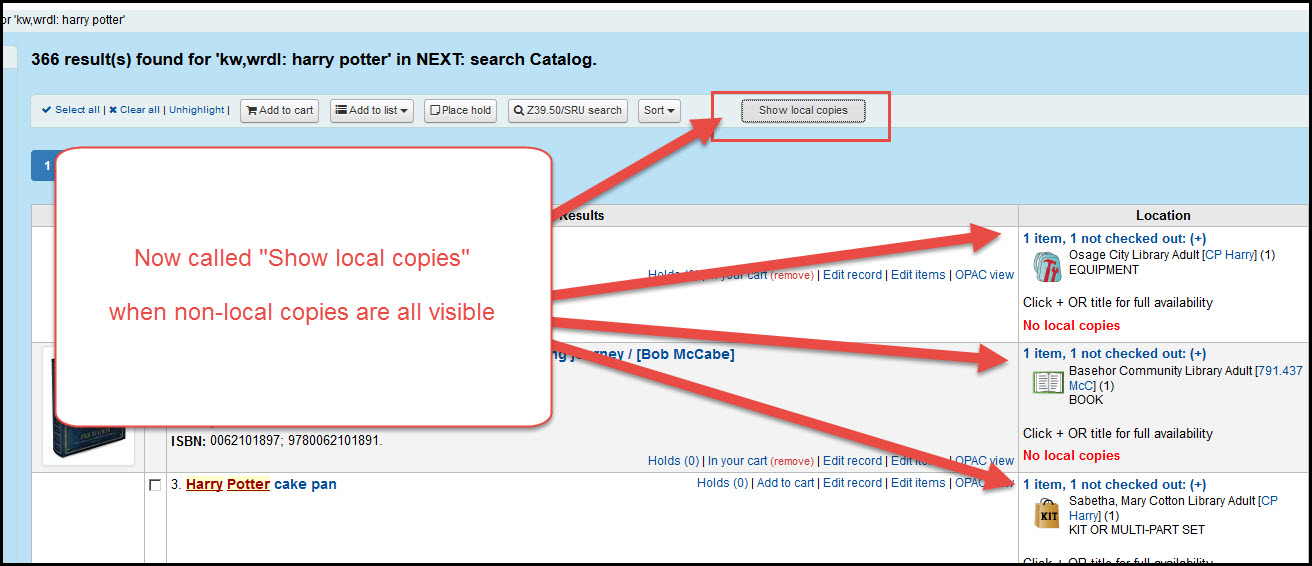 or 'kw,wrdl: harry potter'
366 result(s) found for 'kw,wrdl: harry potter' in NEXT: search Catalog.
Select all | Clear all | Unhighlight | Add to cart Add to list Place hold Z39.50/SRU search Sort Show local copies
1
Results Location
Now called "Show local copies"
when non-local copies are all visible
Holds (0) | In your cart (remove) | Edit record | Edit items | OPAC view
1 item, 1 not checked out: (+)
Osage City Library Adult [CP Harry] (1)
EQUIPMENT
Click + OR title for full availability
No local copies
journey / [Bob McCabe]
ISBN: 0062101897; 9780062101891.
Holds (0) | In your cart (remove) | Edit record | Edit items | OPAC view
1 item, 1 not checked out: (+)
Basehor Community Library Adult [791.437
McC] (1)
BOOK
Click + OR title for full availability
No local copies
3. Harry Potter cake pan
Holds (0) | Add to cart | Edit record | Edit items | OPAC view
1 item, 1 not checked out: (+)
KIT
Sabetha, Mary Cotton Library Adult [CP
Harry] (1)
KIT OR MULTI-PART SET
Click + OR title for full availability